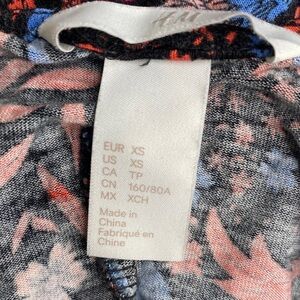 H&M
EUR XS
US XS
CA TP
CN 160/80A
MX XCH
Made in
China
Fabriqué en
Chine